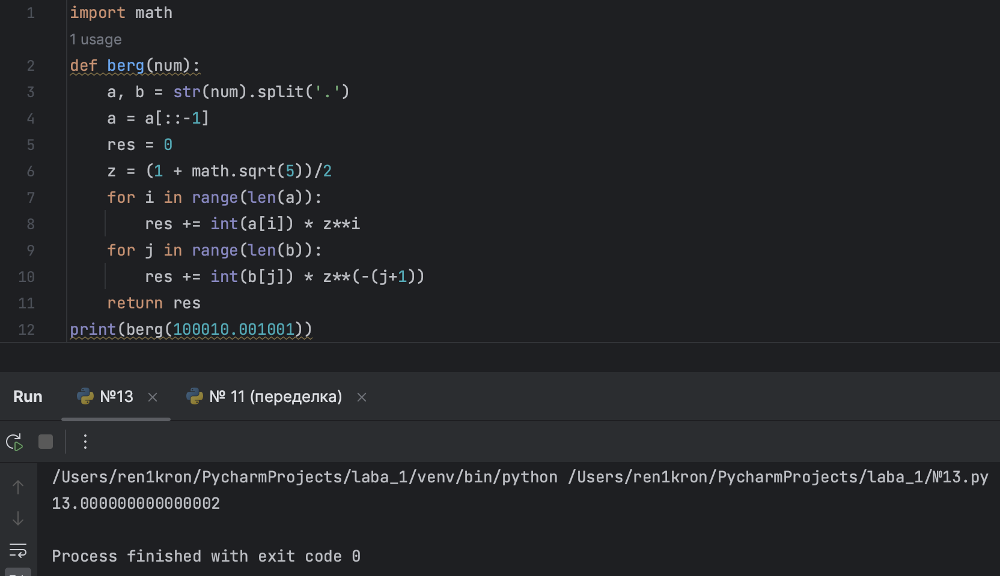 1 import math
1 usage
2 def berg(num):
3 a, b = str(num).split('.')
4 a = a[::-1]
5 res = 0
6 z = (1 + math.sqrt(5))/2
7 for i in range(len(a)):
8 res += int(a[i]) * z**i
9 for j in range(len(b)):
10 res += int(b[j]) * z**(-(j+1))
11 return res
12 print(berg(100010.001001))
Run №13 № 11 (переделка)
/Users/ren1kron/PycharmProjects/laba_1/venv/bin/python /Users/ren1kron/PycharmProjects/laba_1/№13.py
13.000000000000002
Process finished with exit code 0